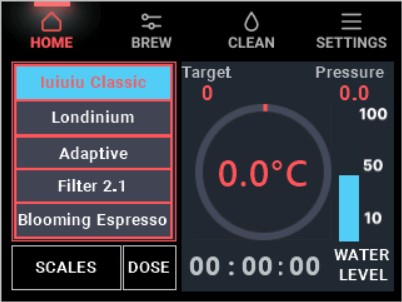 HOME BREW CLEAN SETTINGS
Iuiuiu Classic
Londinium
Adaptive
Filter 2.1
Blooming Espresso
SCALES DOSE
Target Pressure
0 0.0
100
0.0°C
50
10
00:00:00
WATER
LEVEL